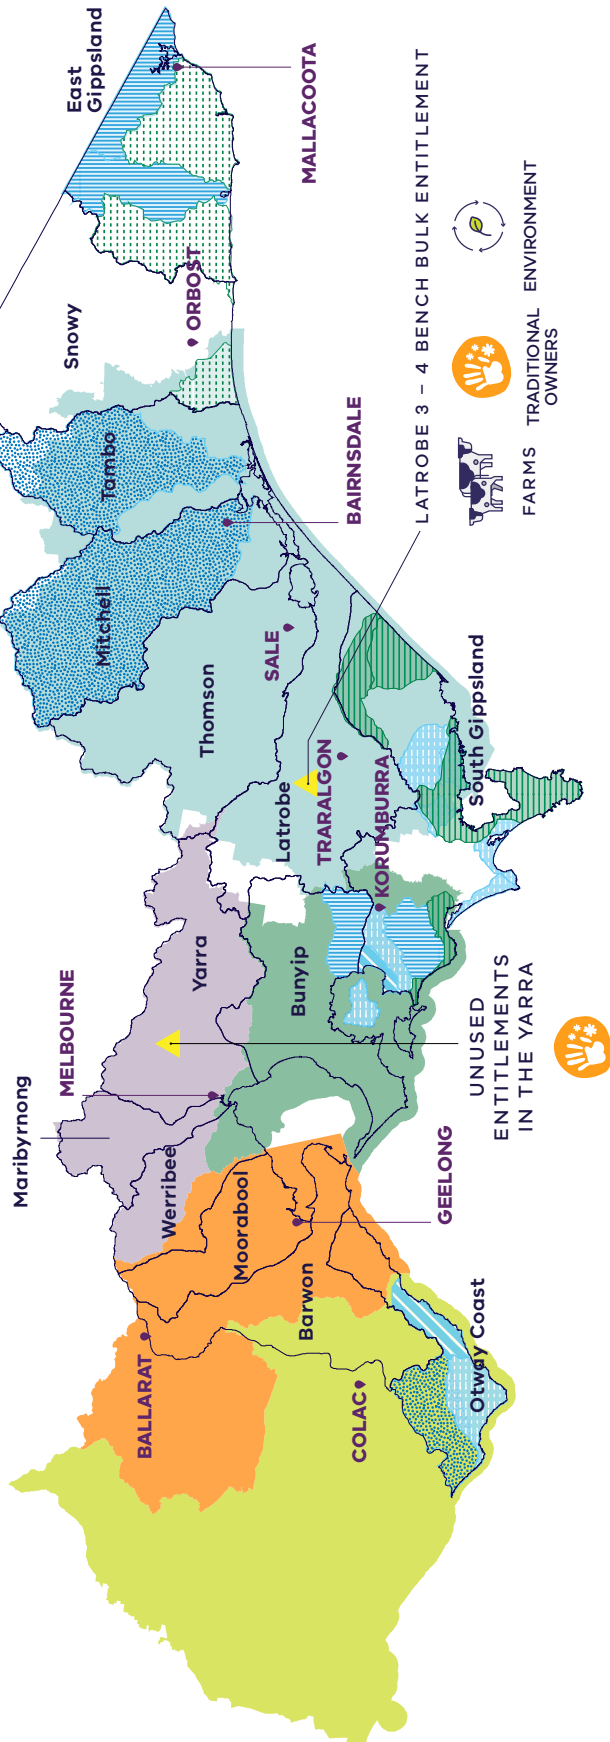 East
Gippsland
MALLACOOTA
Snowy
ORBOST
Tambo
BAIRNSDALE
Mitchell
LATROBE 3 – 4 BENCH BULK ENTITLEMENT
FARMS
TRADITIONAL
OWNERS
ENVIRONMENT
Thomson
SALE
Latrobe
TRARALGON
KORUMBURRA
South Gippsland
Yarra
Bunyip
MELBOURNE
Maribyrnong
UNUSED
ENTITLEMENTS
IN THE YARRA
Werribee
Moorabool
GEELONG
Barwon
BALLARAT
COLAC
Otway Coast